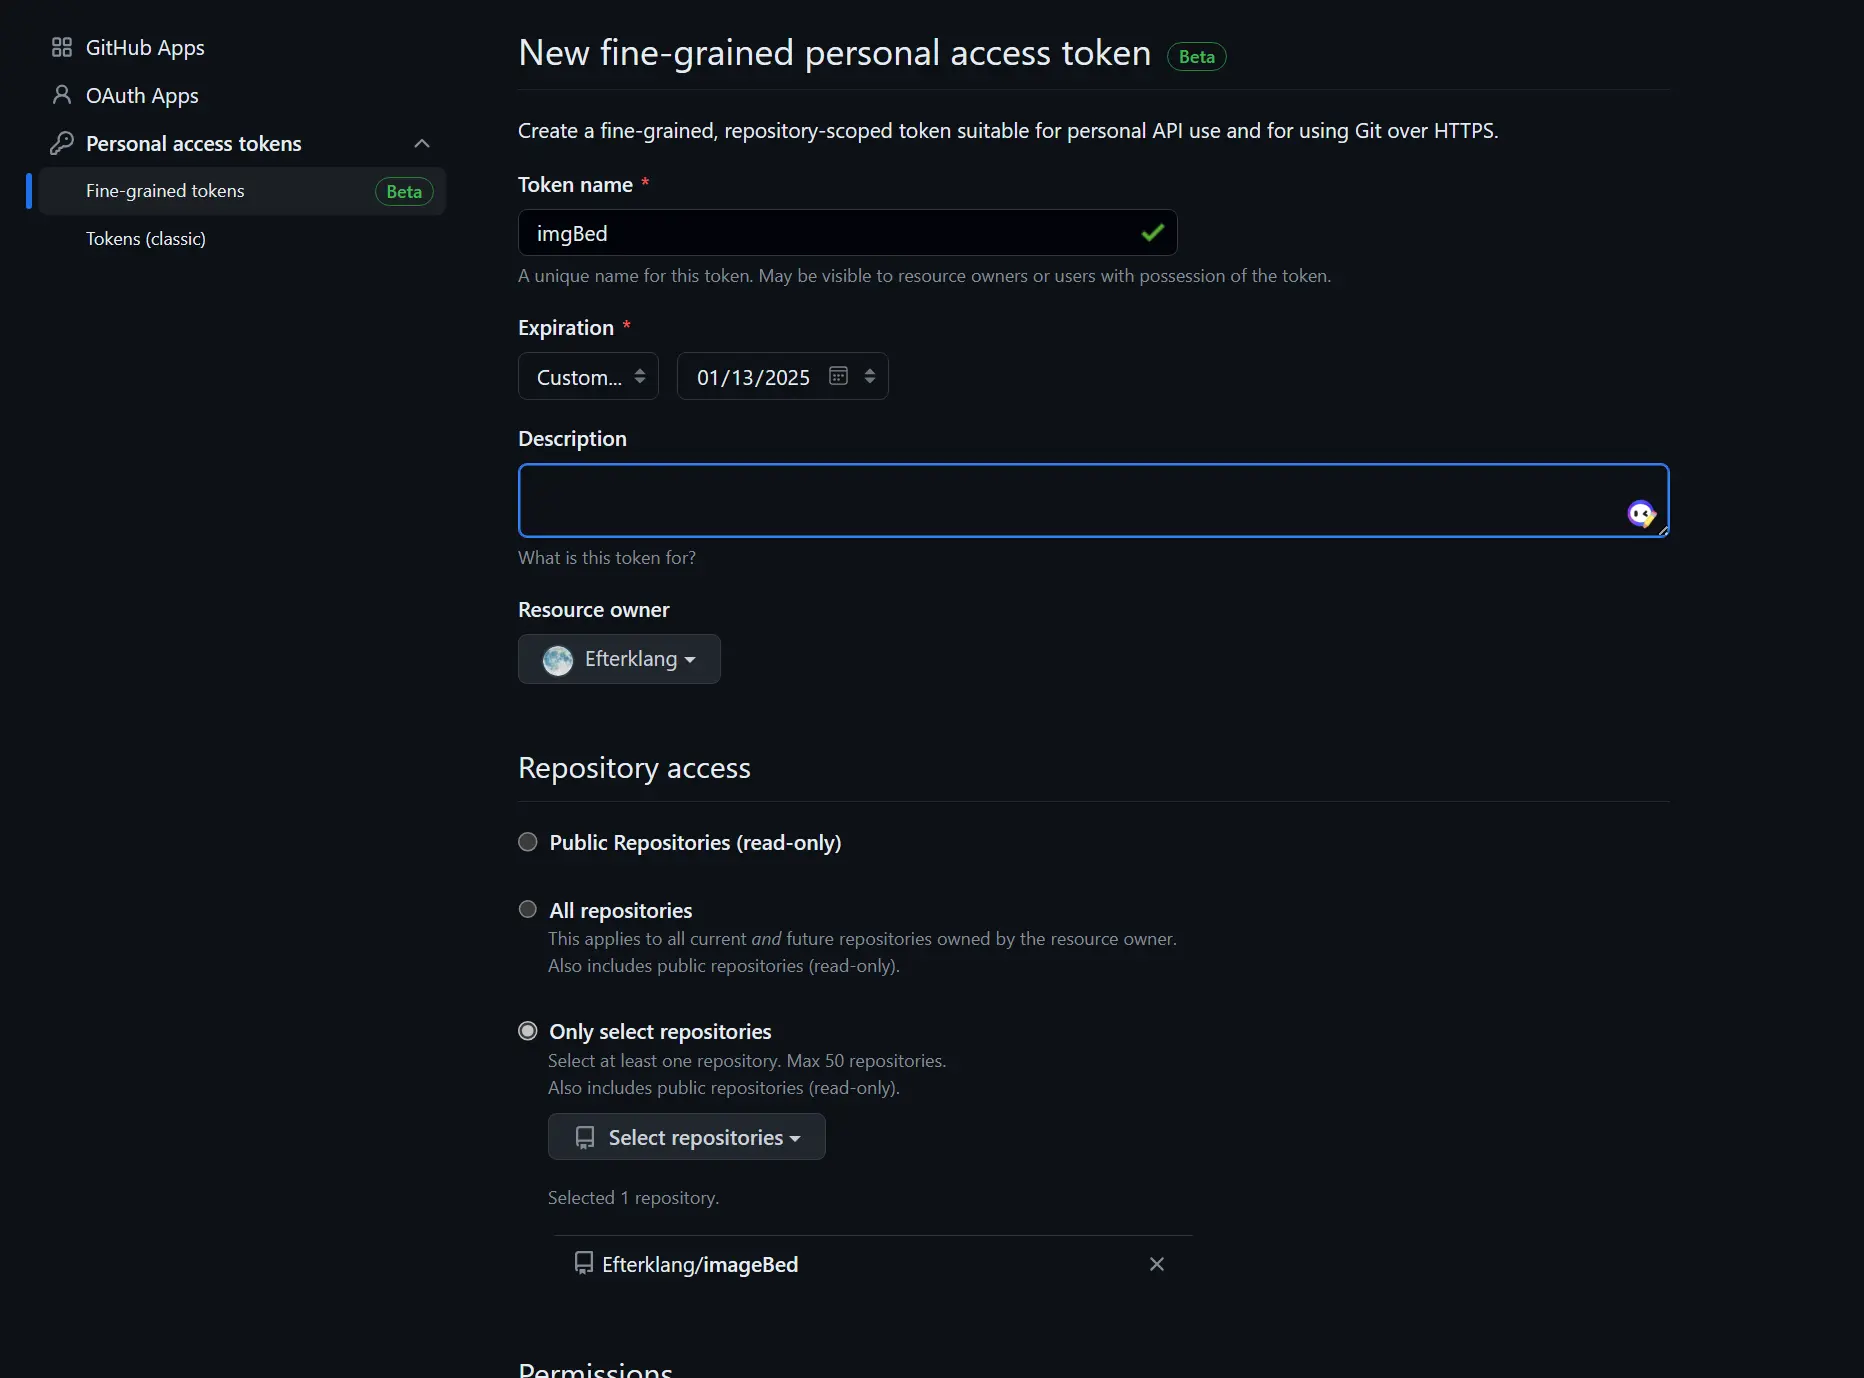 GitHub Apps
OAuth Apps
Personal access tokens
Fine-grained tokens Beta
Tokens (classic)
New fine-grained personal access token Beta
Create a fine-grained, repository-scoped token suitable for personal API use and for using Git over HTTPS.
Token name *
imgBed
A unique name for this token. May be visible to resource owners or users with possession of the token.
Expiration *
Custom... 01/13/2025
Description
What is this token for?
Resource owner
Efterklang
Repository access
Public Repositories (read-only)
All repositories
This applies to all current and future repositories owned by the resource owner.
Also includes public repositories (read-only).
Only select repositories
Select at least one repository. Max 50 repositories.
Also includes public repositories (read-only).
Select repositories
Selected 1 repository.
Efterklang/imageBed
Permissions